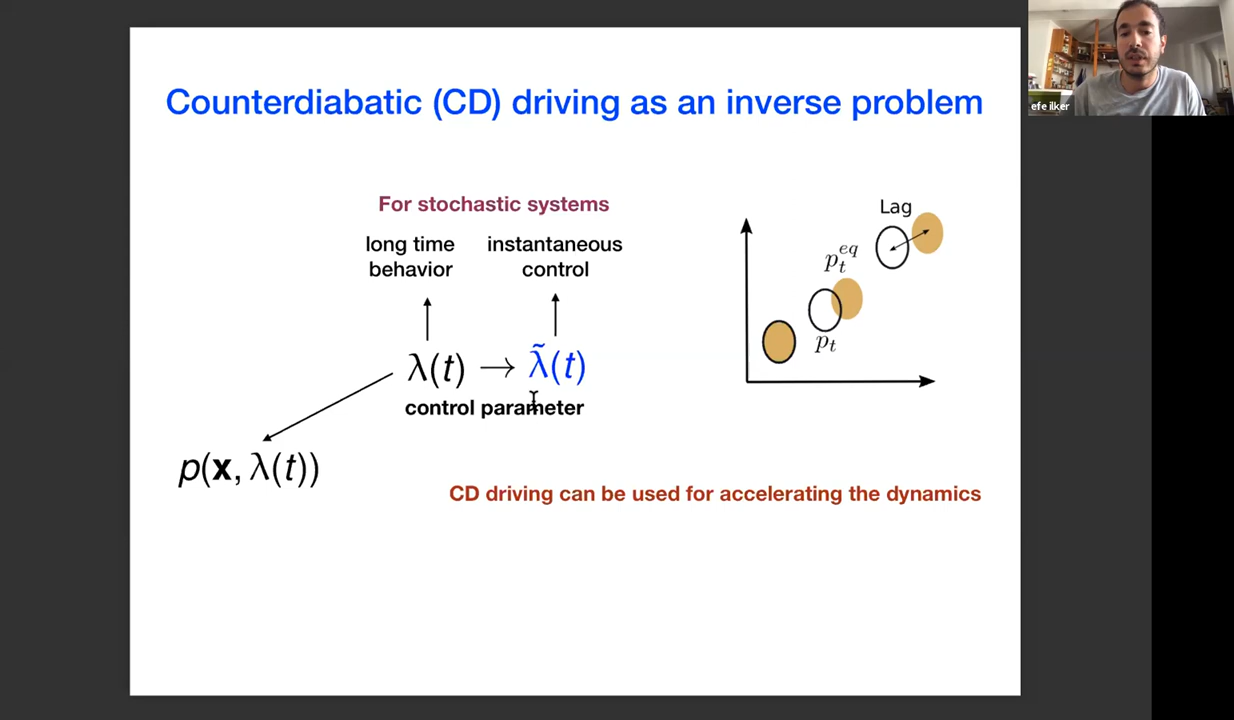 Counterdiabatic (CD) driving as an inverse problem
efe ilker
For stochastic systems
long time
behavior
instantaneous
control
λ(t) → λ̃(t)
control parameter
p(x, λ(t))
Lag
p_t^{eq}
p_t
CD driving can be used for accelerating the dynamics